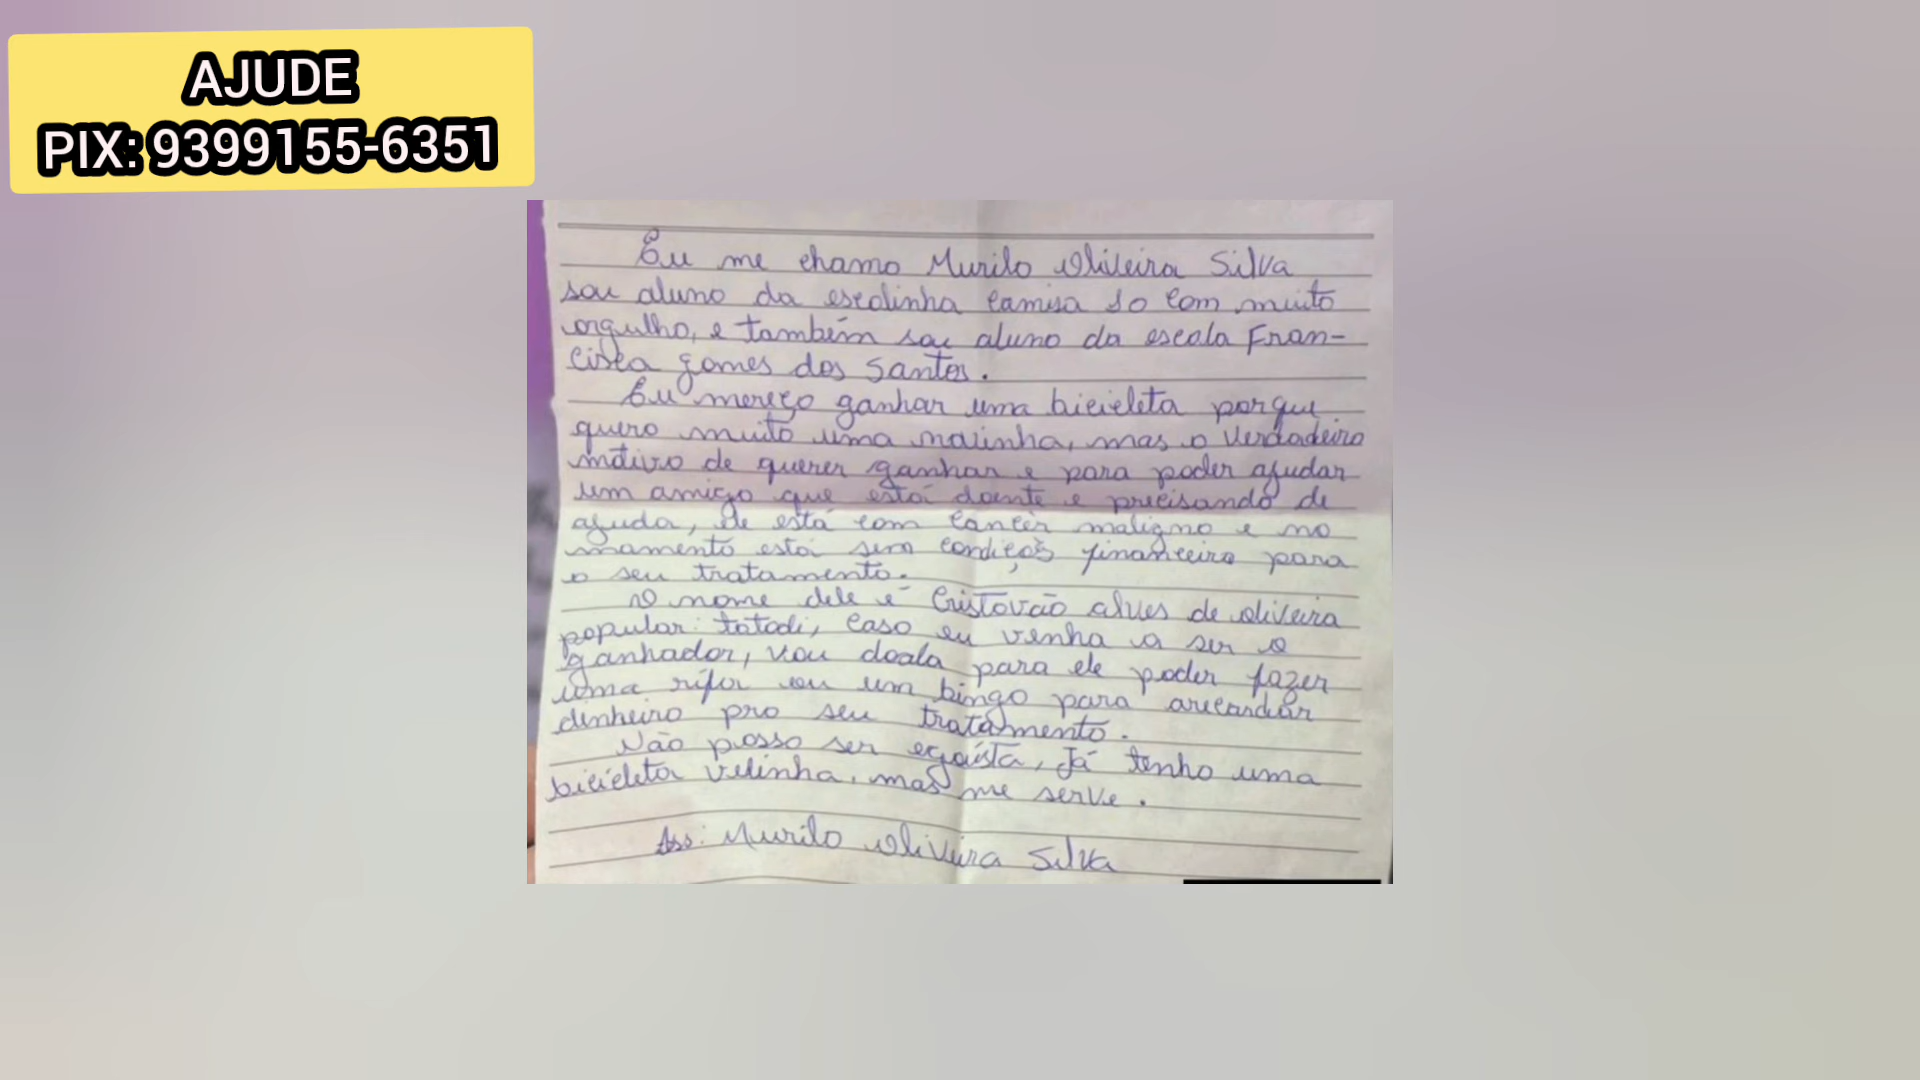 AJUDE
PIX: 9399155-6351
Eu me chamo Murilo Oliveira Silva
sou aluno da escolinha camisa 10 com muito
orgulho, e também sou aluno da escola Fran-
cisca gomes dos Santos.
Eu mereço ganhar uma bicicleta porque
quero muito uma novinha, mas o verdadeiro
motivo de querer ganhar e para poder ajudar
um amigo que está doente e precisando de
ajuda, ele está com cancêr maligno e no
momento está sem financeiro para
o seu tratamento.
O nome dele é Cristovão alves de oliveira
popular: tatodi, caso eu venha a ser o
ganhador, vou doala para ele poder fazer
uma rifa ou um bingo para arrecardar
dinheiro pro seu tratamento.
Não posso ser egoísta, Já tenho uma
bicicleta velinha, mas me serve.
Ass: Murilo Oliveira Silva